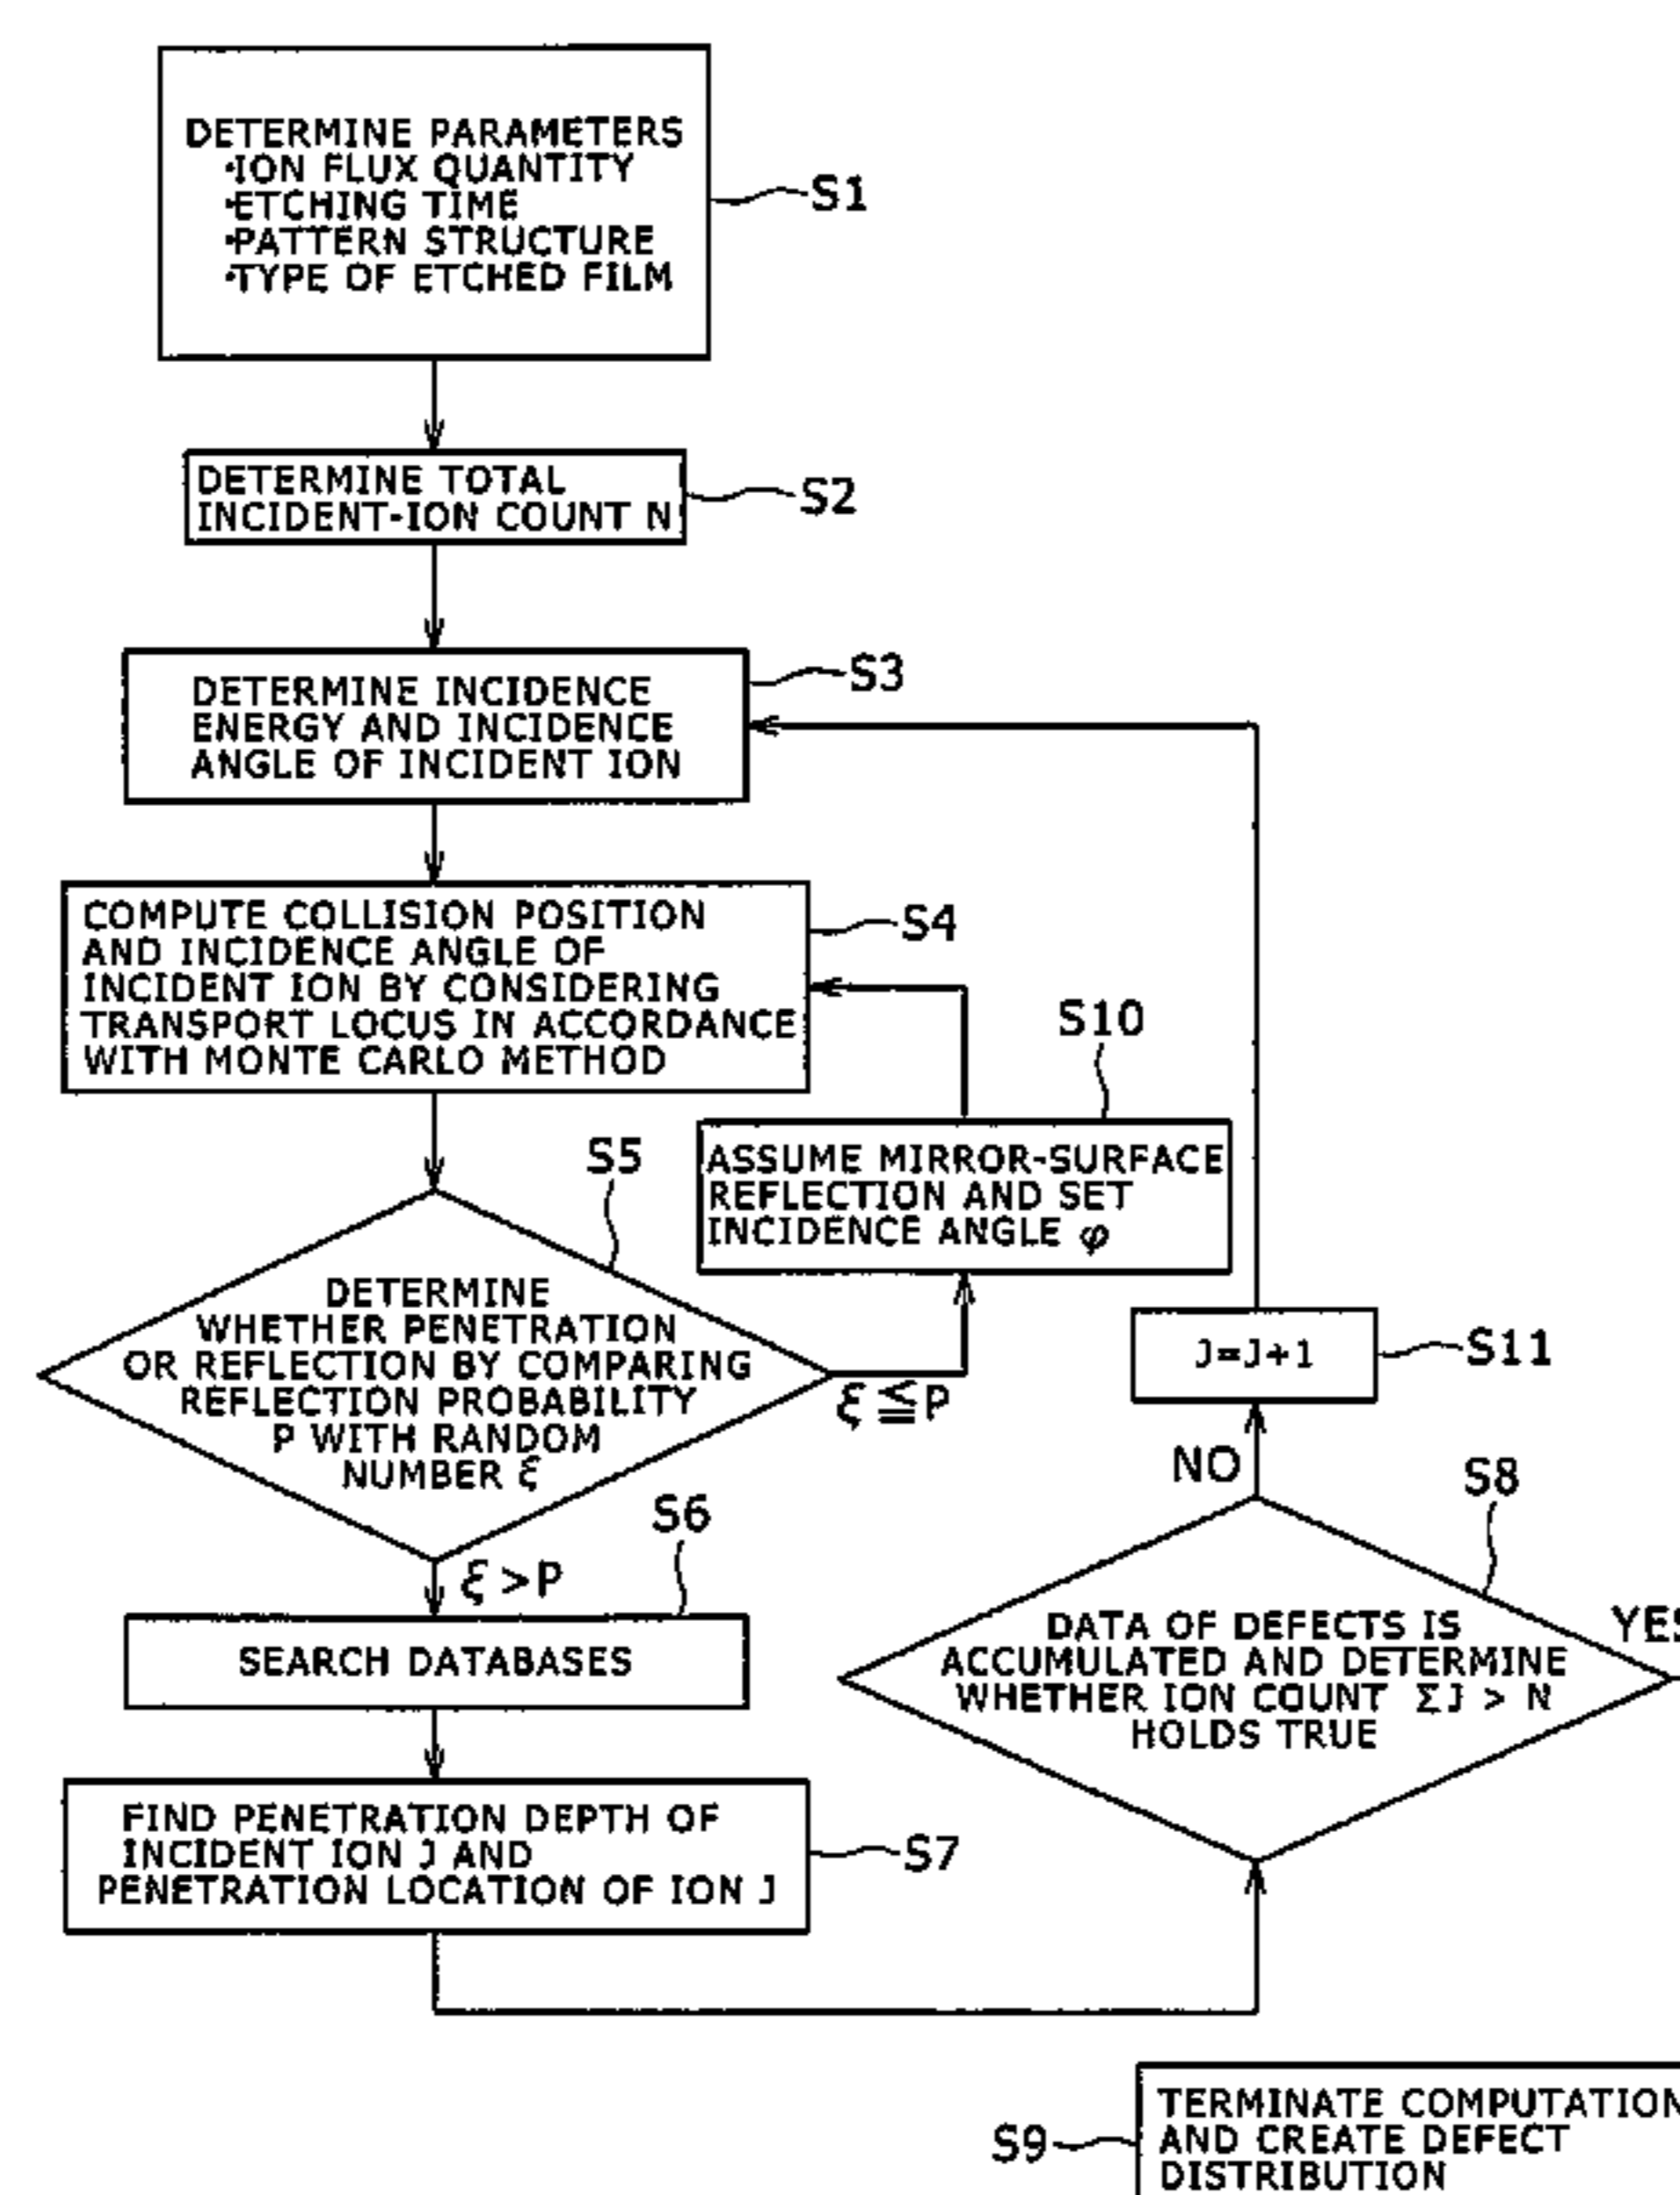 DETERMINE PARAMETERS
·ION FLUX QUANTITY
·ETCHING TIME
·PATTERN STRUCTURE
·TYPE OF ETCHED FILM
S1
DETERMINE TOTAL
INCIDENT-ION COUNT N
S2
DETERMINE INCIDENCE
ENERGY AND INCIDENCE
ANGLE OF INCIDENT ION
S3
COMPUTE COLLISION POSITION
AND INCIDENCE ANGLE OF
INCIDENT ION BY CONSIDERING
TRANSPORT LOCUS IN ACCORDANCE
WITH MONTE CARLO METHOD
S4
S10
ASSUME MIRROR-SURFACE
REFLECTION AND SET
INCIDENCE ANGLE φ
S5
DETERMINE
WHETHER PENETRATION
OR REFLECTION BY COMPARING
REFLECTION PROBABILITY
P WITH RANDOM
NUMBER ξ
ξ≦P
ξ>P
J=J+1
S11
NO
S6
SEARCH DATABASES
S8
DATA OF DEFECTS IS
ACCUMULATED AND DETERMINE
WHETHER ION COUNT ΣJ > N
HOLDS TRUE
YES
FIND PENETRATION DEPTH OF
INCIDENT ION J AND
PENETRATION LOCATION OF ION J
S7
S9
TERMINATE COMPUTATION
AND CREATE DEFECT
DISTRIBUTION